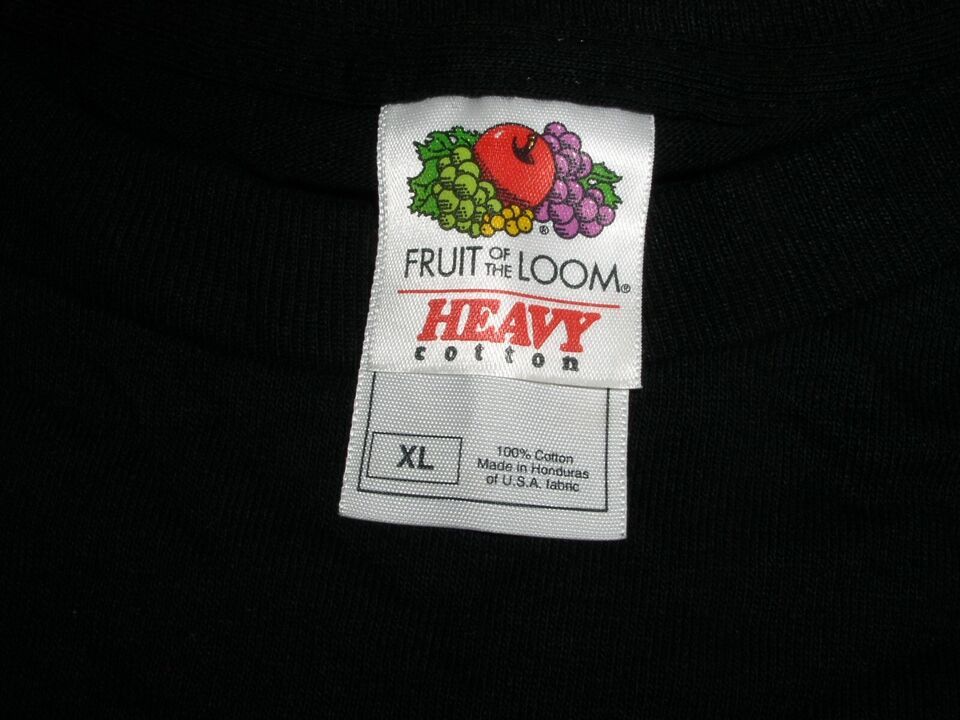 ®
FRUIT OF THE LOOM®
HEAVY
cotton
XL
100% Cotton
Made in Honduras
of U.S.A. fabric